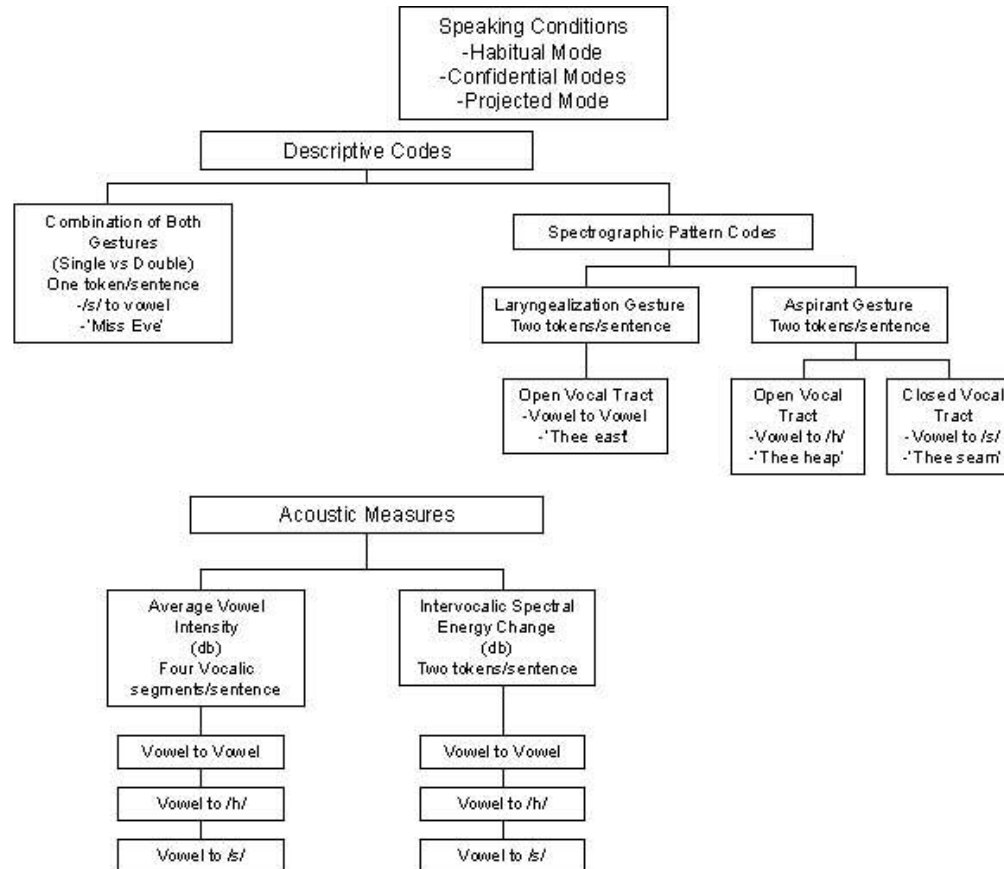 Speaking Conditions
-Habitual Mode
-Confidential Modes
-Projected Mode
Descriptive Codes
Combination of Both
Gestures
(Single vs Double)
One token/sentence
-/s/ to vowel
-'Miss Eve'
Spectrographic Pattern Codes
Laryngealization Gesture
Two tokens/sentence
Aspirant Gesture
Two tokens/sentence
Open Vocal Tract
-Vowel to Vowel
-'Thee east'
Open Vocal
Tract
-Vowel to /h/
-'Thee heap'
Closed Vocal
Tract
-Vowel to /s/
-'Thee seam'
Acoustic Measures
Average Vowel
Intensity
(db)
Four Vocalic
segments/sentence
Intervocalic Spectral
Energy Change
(db)
Two tokens/sentence
Vowel to Vowel
Vowel to /h/
Vowel to /s/
Vowel to Vowel
Vowel to /h/
Vowel to /s/